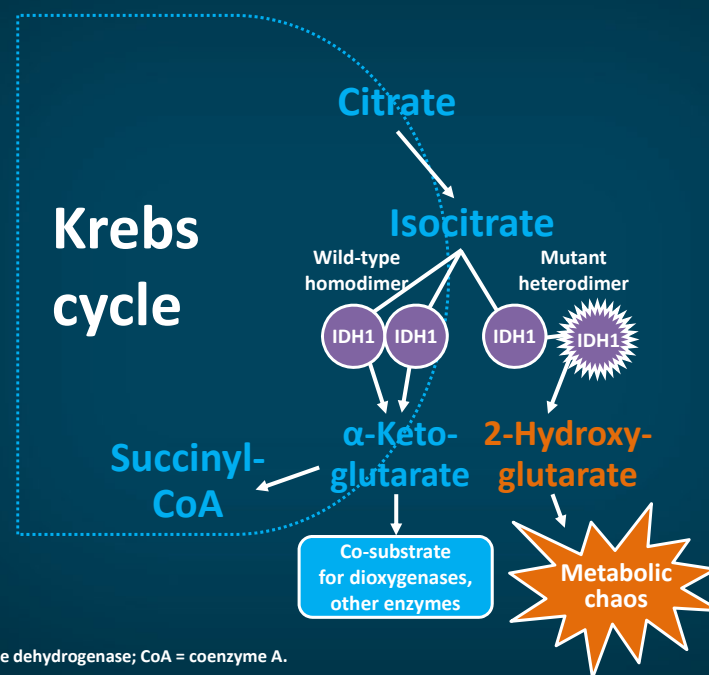 Citrate
Krebs
cycle
Isocitrate
Wild-type
homodimer
Mutant
heterodimer
IDH1
IDH1
IDH1
IDH1
α-Keto-
glutarate
2-Hydroxy-
glutarate
Succinyl-
CoA
Co-substrate
for dioxygenases,
other enzymes
Metabolic
chaos
dehydrogenase; CoA = coenzyme A.